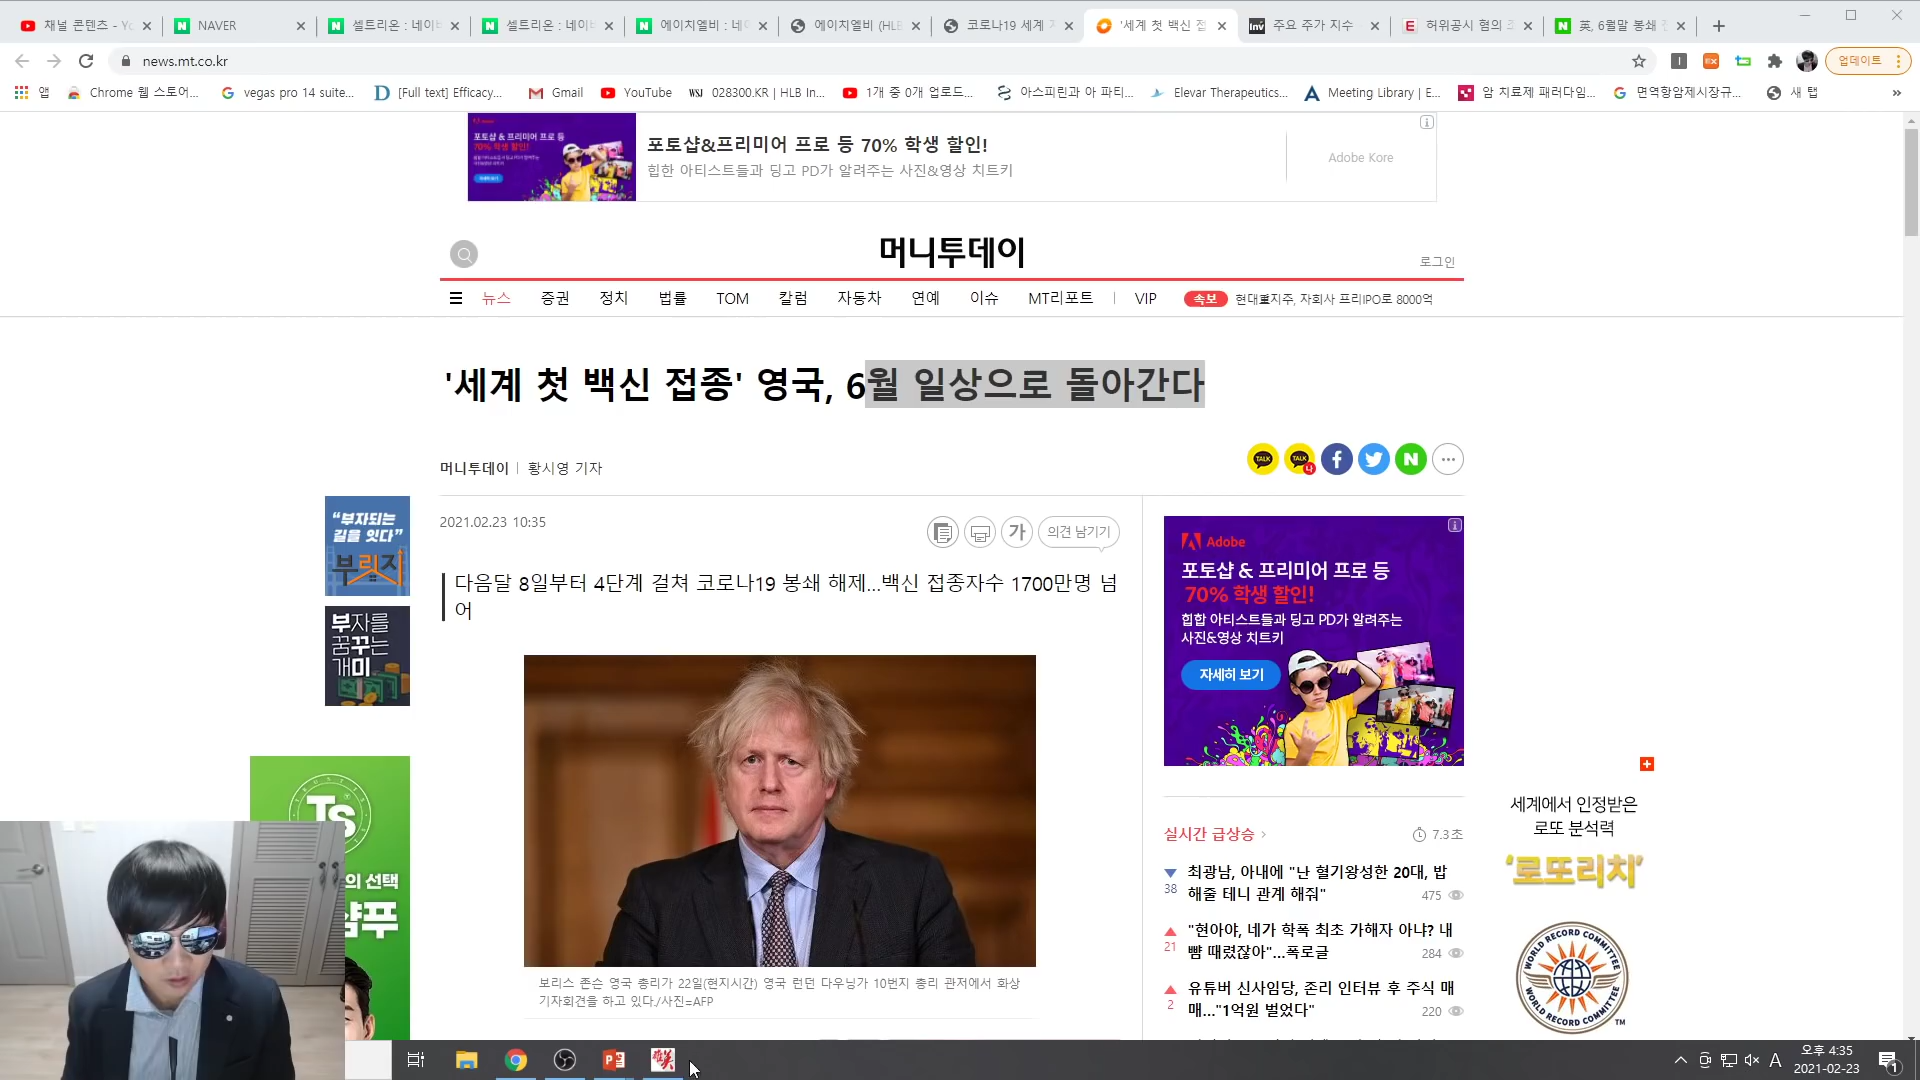 채널 콘텐츠 - Yo
NAVER
셀트리온 : 네이버
셀트리온 : 네이버
에이치엘비 : 네이
에이치엘비 (HLB
코로나19 세계
'세계 첫 백신 접
주요 주가 지수
허위공시 혐의
英, 6월말 봉쇄
news.mt.co.kr
업데이트
앱
Chrome 웹 스토어...
vegas pro 14 suite...
[Full text] Efficacy...
Gmail
YouTube
028300.KR | HLB In...
1개 중 0개 업로드...
아스피린과 아 파티...
Elevar Therapeutics...
Meeting Library | E...
암 치료제 패러다임...
면역항암제시장규...
새 탭
포토샵&프리미어 프로 등 70% 학생 할인!
힙한 아티스트들과 딩고 PD가 알려주는 사진&영상 치트키
Adobe Kore
머니투데이
로그인
뉴스 증권 정치 법률 TOM 칼럼 자동차 연예 이슈 MT리포트 VIP 속보 현대重지주, 자회사 프리IPO로 8000억
'세계 첫 백신 접종' 영국, 6월 일상으로 돌아간다
머니투데이 | 황시영 기자
TALK
TALK
2021.02.23 10:35
가
의견 남기기
다음달 8일부터 4단계 걸쳐 코로나19 봉쇄 해제...백신 접종자수 1700만명 넘
어
"부자되는
길을 잇다"
부릿지
부자를
꿈꾸는
개미
TS
의 선택
샴푸
보리스 존슨 영국 총리가 22일(현지시간) 영국 런던 다우닝가 10번지 총리 관저에서 화상
기자회견을 하고 있다./사진=AFP
Adobe
포토샵 & 프리미어 프로 등
70% 학생 할인!
힙합 아티스트들과 딩고 PD가 알려주는
사진&영상 치트키
자세히 보기
실시간 급상승 >
7.3초
38
최광남, 아내에 "난 혈기왕성한 20대, 밥
해줄 테니 관계 해줘"
475
21
"현아야, 네가 학폭 최초 가해자 아냐? 내
뺨 때렸잖아"...폭로글
284
2
유튜버 신사임당, 존리 인터뷰 후 주식 매
매..."1억원 벌었다"
220
세계에서 인정받은
로또 분석력
'로또리치'
WORLD RECORD COMMITTEE
WORLD RECORD COMMITTEE
TM
A
오후 4:35
2021-02-23
1